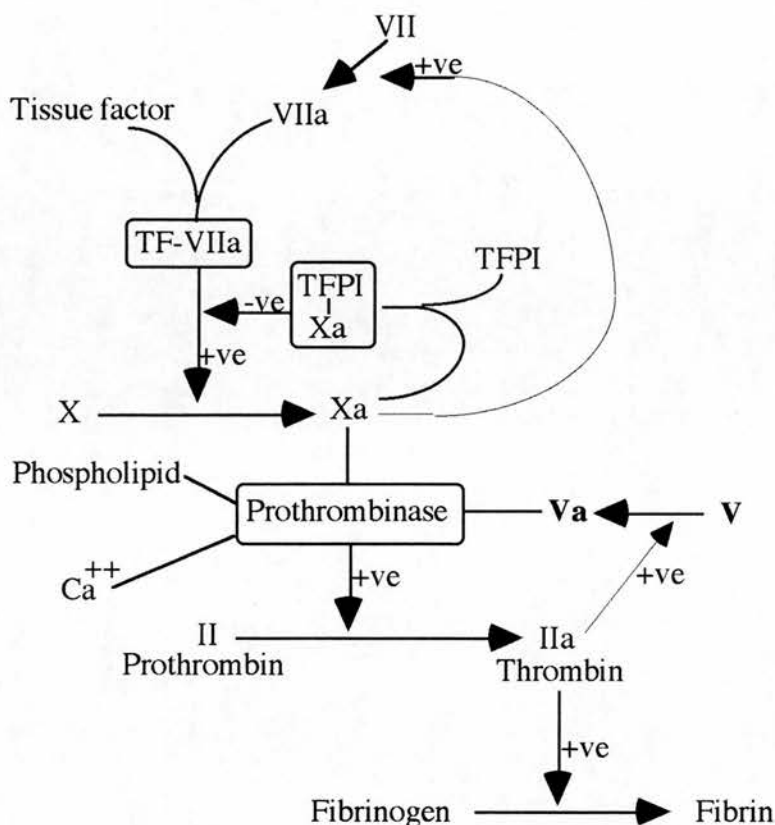 VII
+ve
Tissue factor
VIIa
TF-VIIa
TFPI
-ve
TFPI
Xa
+ve
X
Xa
Phospholipid
Prothrombinase
Va
V
Ca++
+ve
+ve
II
Prothrombin
IIa
Thrombin
+ve
Fibrinogen
Fibrin